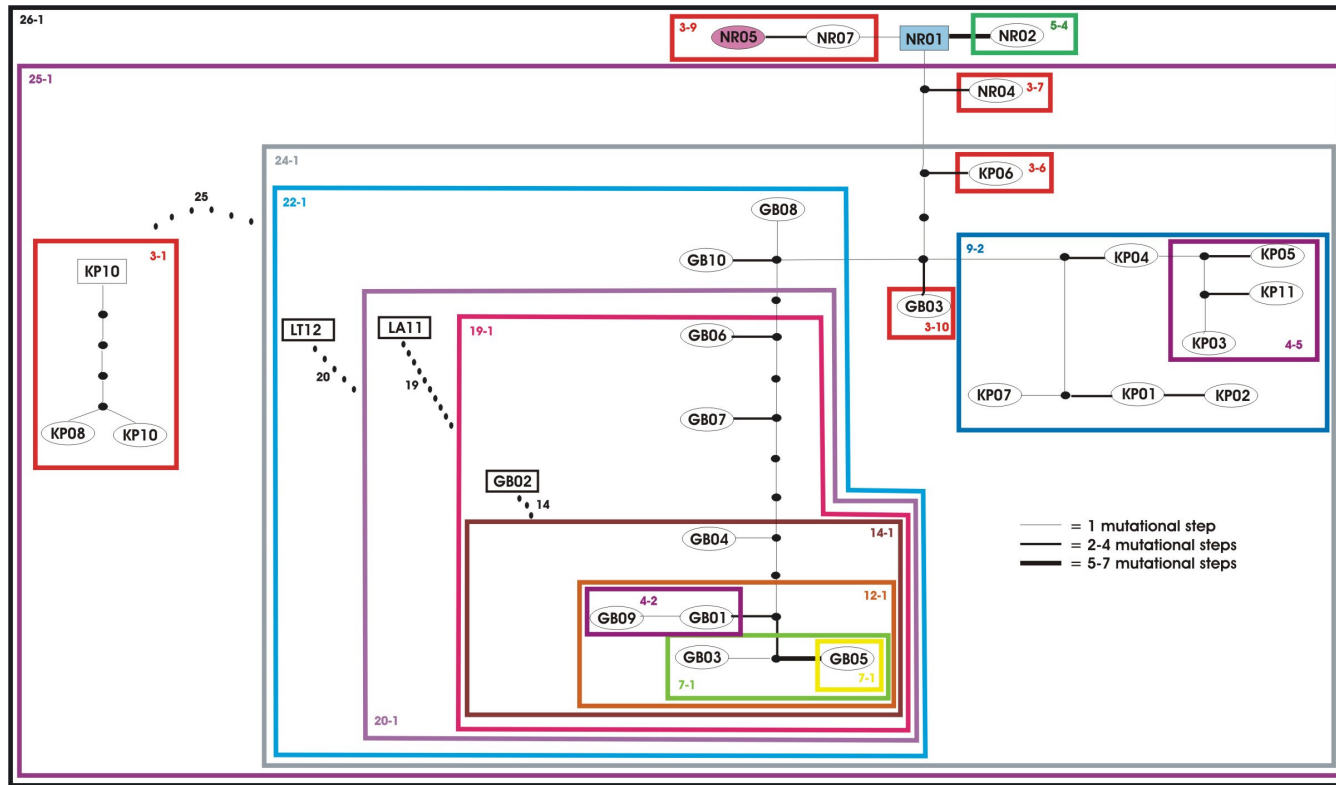 26-1
3-9
NR05
NR07
NR01
NR02
5-4
25-1
NR04
3-7
24-1
KP06
3-6
25
22-1
GB08
3-1
KP10
GB10
9-2
KP04
KP05
KP11
GB03
3-10
KP03
4-5
LT12
20
LA11
19
19-1
GB06
KP07
KP01
KP02
GB07
KP08
KP10
GB02
14
GB04
14-1
= 1 mutational step
= 2-4 mutational steps
= 5-7 mutational steps
4-2
12-1
GB09
GB01
GB03
GB05
7-1
7-1
20-1